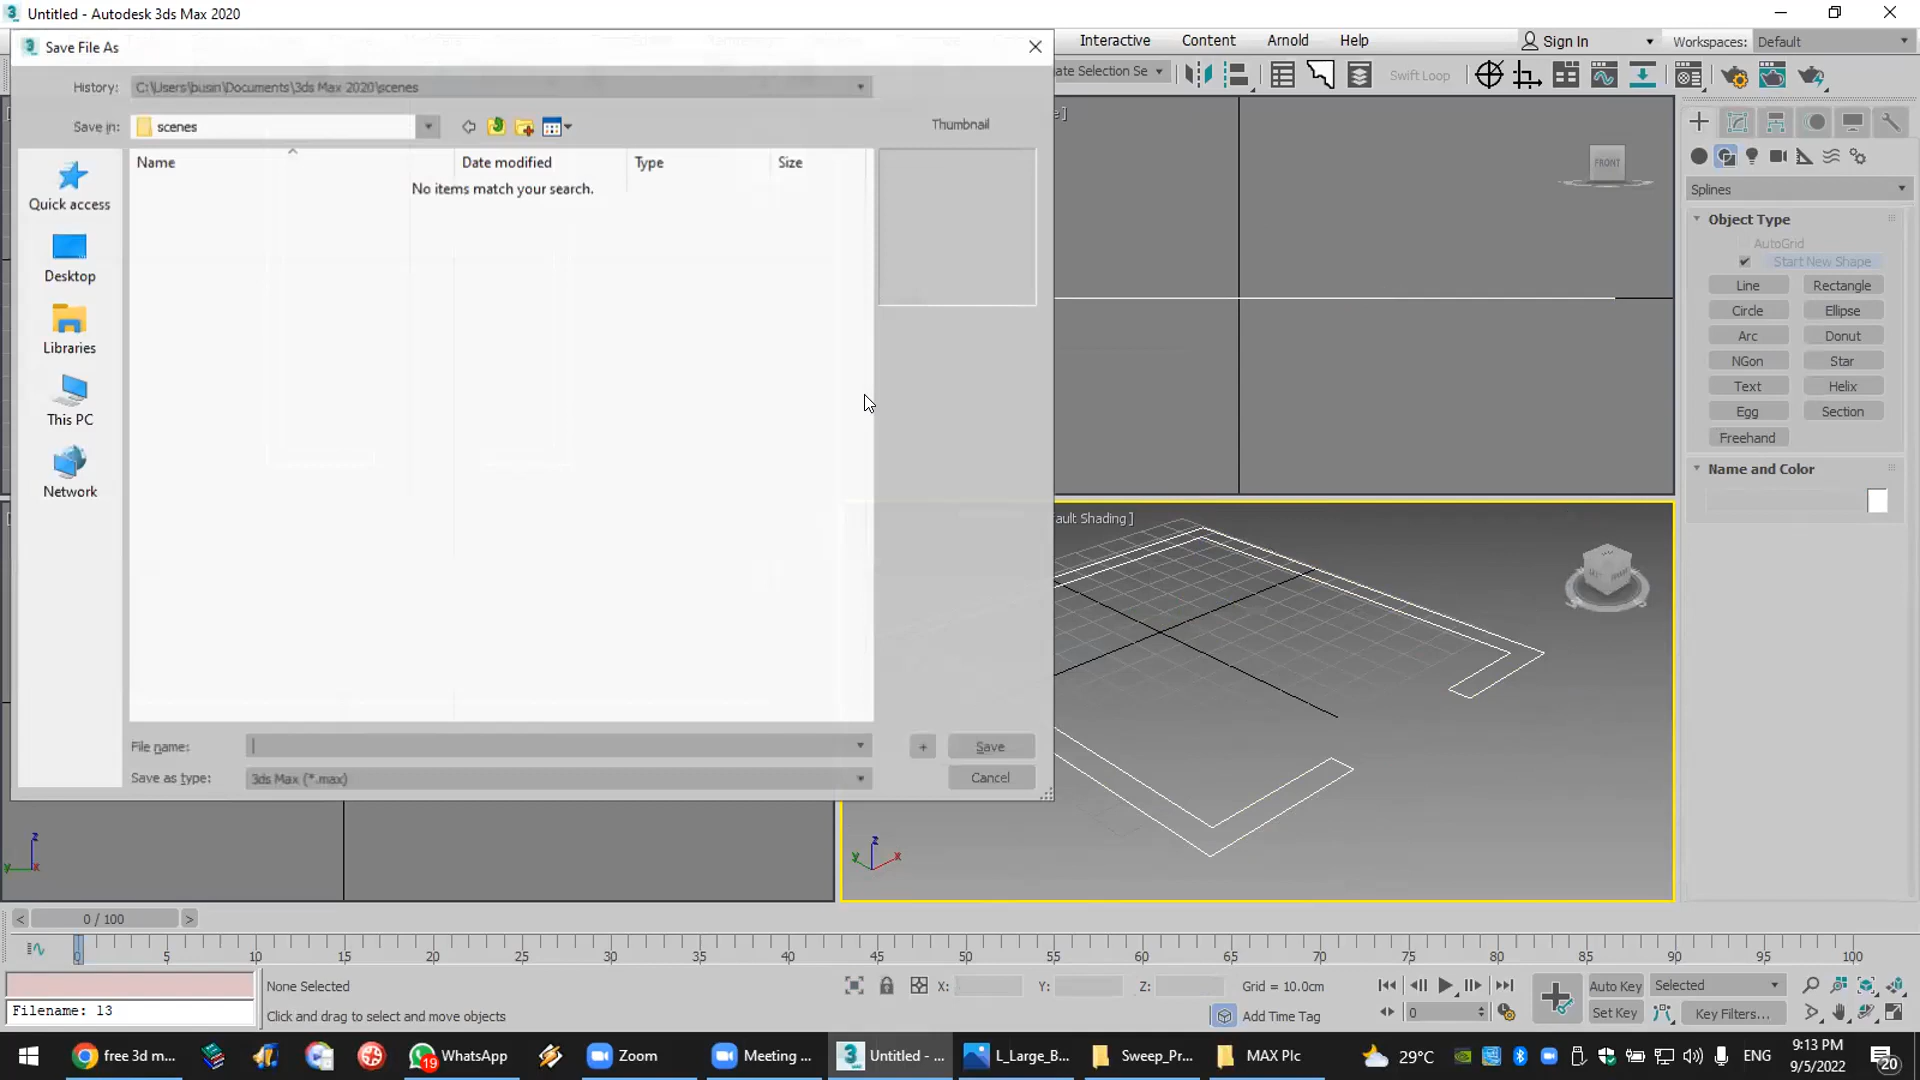 Untitled - Autodesk 3ds Max 2020
Save File As
Interactive
Content
Arnold
Help
Sign In
Workspaces: Default
History: C:\Users\busin\Documents\3ds Max 2020\scenes
ate Selection Se
Swift Loop
Save in: scenes
Thumbnail
Name
Date modified
Type
Size
No items match your search.
Quick access
Desktop
Libraries
This PC
Network
FRONT
Splines
Object Type
AutoGrid
Start New Shape
Line
Rectangle
Circle
Ellipse
Arc
Donut
NGon
Star
Text
Helix
Egg
Section
Freehand
Name and Color
ault Shading ]
File name:
Save
Save as type: 3ds Max (*.max)
Cancel
z
y x
z
y x
< 0 / 100 >
0 5 10 15 20 25 30 35 40 45 50 55 60 65 70 75 80 85 90 95 100
None Selected
X:
Y:
Z:
Grid = 10.0cm
Auto Key
Selected
Filename: 13
Click and drag to select and move objects
Add Time Tag
0
Set Key
Key Filters...
free 3d m...
19
WhatsApp
Zoom
Meeting ...
Untitled - ...
L_Large_B...
Sweep_Pr...
MAX PIc
29°C
ENG
9:13 PM
9/5/2022
20